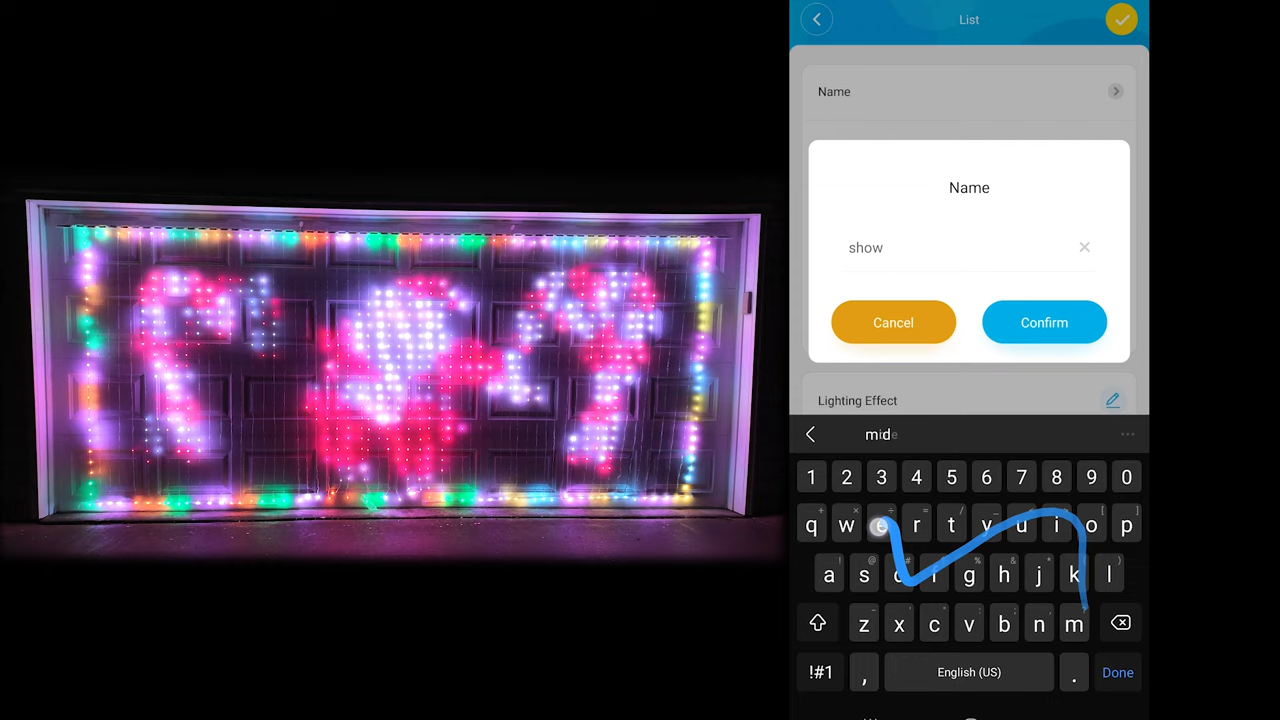 List
Name
Name
show
Cancel
Confirm
Lighting Effect
mide
1 2 3 4 5 6 7 8 9 0
q w e r t y u i o p
a s d f g h j k l
z x c v b n m
!#1 , English (US) . Done